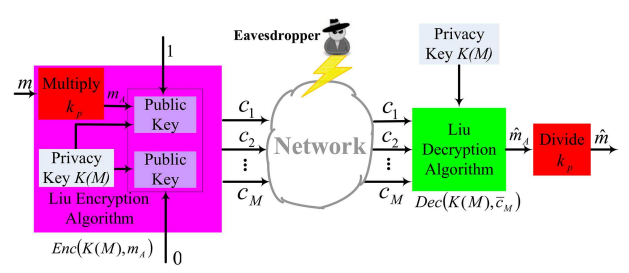 Eavesdropper
1
Privacy
Key K(M)
m
Multiply
k_p
m_A
Public
Key
Privacy
Key K(M)
Public
Key
Liu Encryption
Algorithm
Enc(K(M), m_A)
0
c_1
c_2
⋮
c_M
Network
c_1
c_2
⋮
c_M
Liu
Decryption
Algorithm
Dec(K(M), c̄_M)
m̂_A
Divide
k_p
m̂